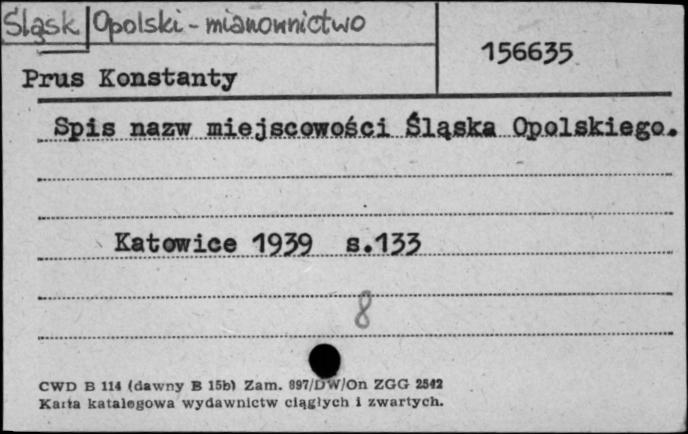 Śląsk Opolski - mianownictwo
156635
Prus Konstanty
Spis nazw miejscowości Śląska Opolskiego.
Katowice 1939 s.133
8
CWD B 114 (dawny B 15b) Zam. 897/DW/On ZGG 2542
Karta katalogowa wydawnictw ciągłych i zwartych.